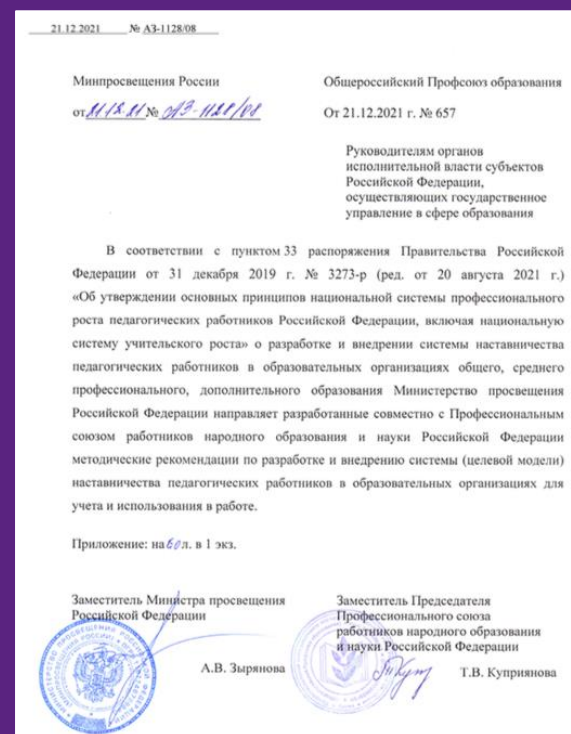 21.12.2021 № АЗ-1128/08
Минпросвещения России
от 21.12.21 № АЗ-1128/08
Общероссийский Профсоюз образования
От 21.12.2021 г. № 657
Руководителям органов
исполнительной власти субъектов
Российской Федерации,
осуществляющих государственное
управление в сфере образования
В соответствии с пунктом 33 распоряжения Правительства Российской
Федерации от 31 декабря 2019 г. № 3273-р (ред. от 20 августа 2021 г.)
«Об утверждении основных принципов национальной системы профессионального
роста педагогических работников Российской Федерации, включая национальную
систему учительского роста» о разработке и внедрении системы наставничества
педагогических работников в образовательных организациях общего, среднего
профессионального, дополнительного образования Министерство просвещения
Российской Федерации направляет разработанные совместно с Профессиональным
союзом работников народного образования и науки Российской Федерации
методические рекомендации по разработке и внедрению системы (целевой модели)
наставничества педагогических работников в образовательных организациях для
учета и использования в работе.
Приложение: на 60 л. в 1 экз.
Заместитель Министра просвещения
Российской Федерации
А.В. Зырянова
Заместитель Председателя
Профессионального союза
работников народного образования
и науки Российской Федерации
Т.В. Куприянова